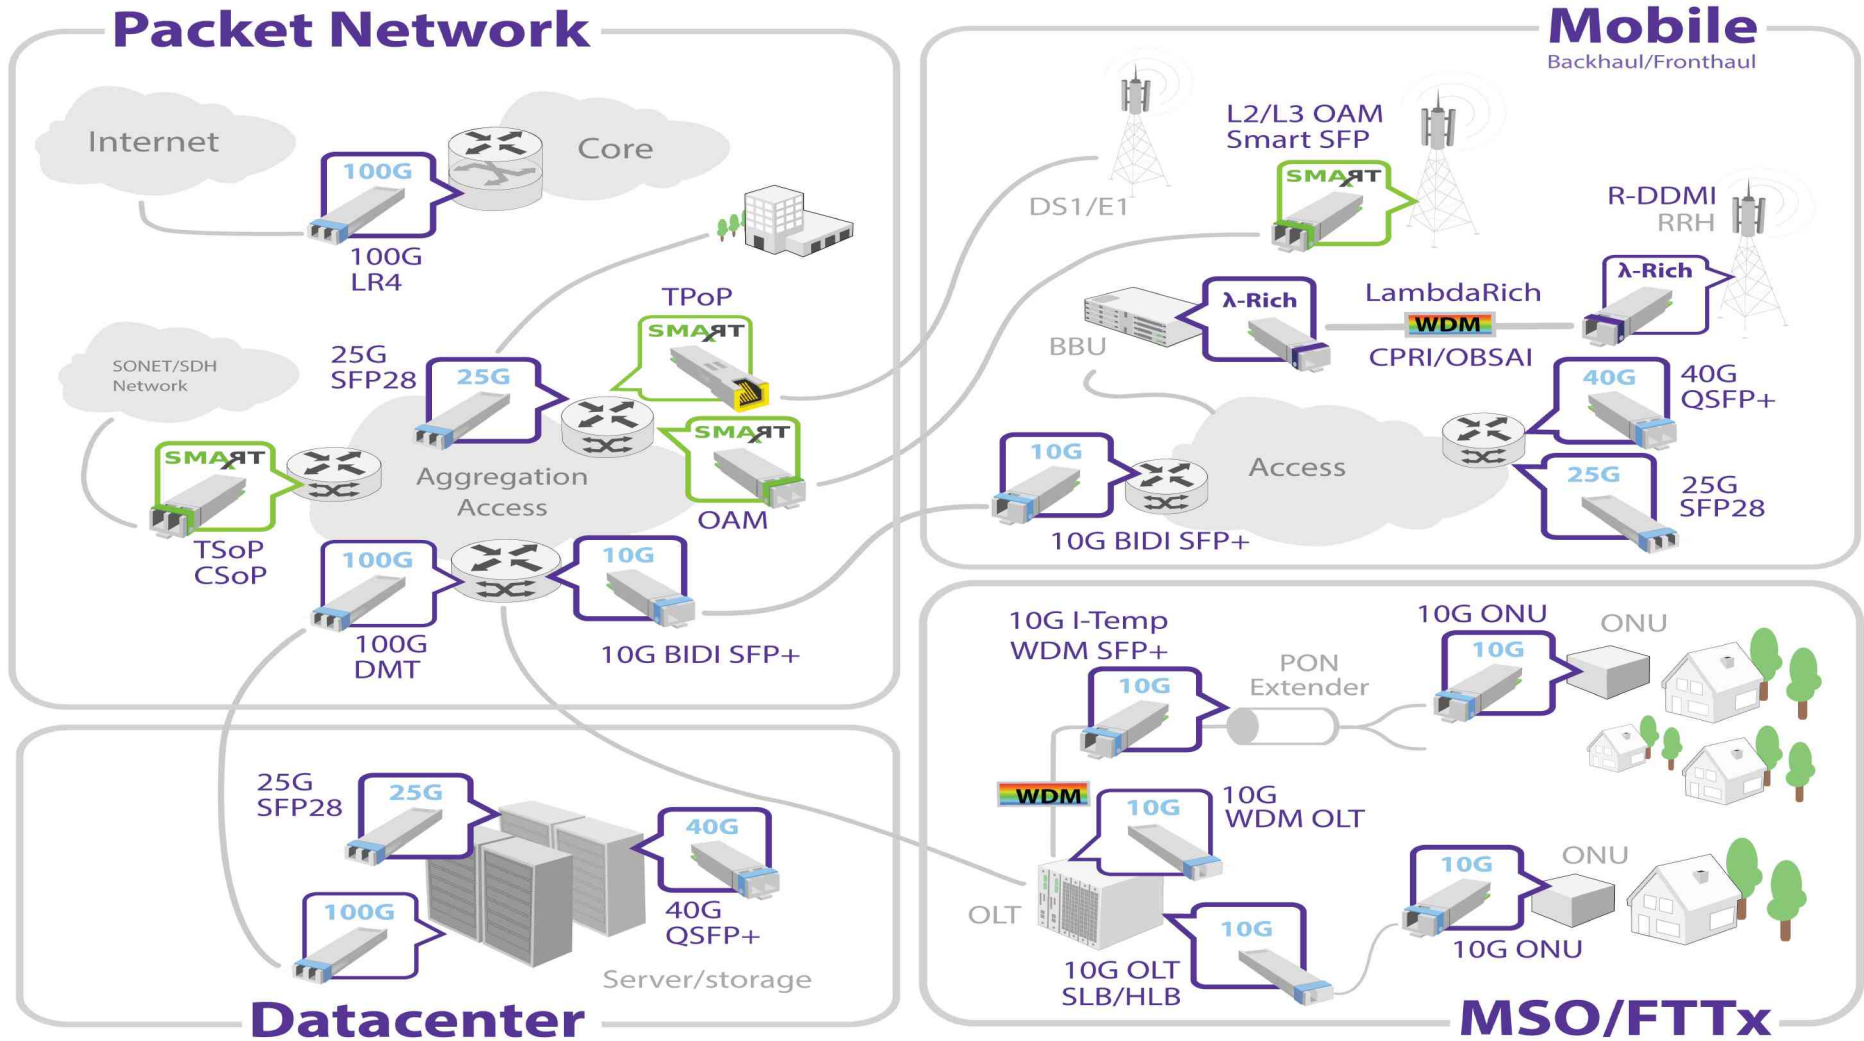 Packet Network
Internet
Core
100G
100G
LR4
TPoP
SMART
SONET/SDH
Network
25G
SFP28
25G
SMART
SMART
Aggregation
Access
OAM
TSoP
CSoP
100G
10G
100G
DMT
10G BIDI SFP+
Mobile
Backhaul/Fronthaul
L2/L3 OAM
Smart SFP
SMART
DS1/E1
R-DDMI
RRH
λ-Rich
λ-Rich
LambdaRich
WDM
CPRI/OBSAI
BBU
40G
40G
QSFP+
10G
Access
25G
25G
SFP28
10G BIDI SFP+
Datacenter
25G
SFP28
25G
40G
100G
40G
QSFP+
Server/storage
MSO/FTTx
10G I-Temp
WDM SFP+
10G
PON
Extender
10G ONU
ONU
10G
WDM
10G
10G
WDM OLT
OLT
10G
10G OLT
SLB/HLB
10G
ONU
10G ONU